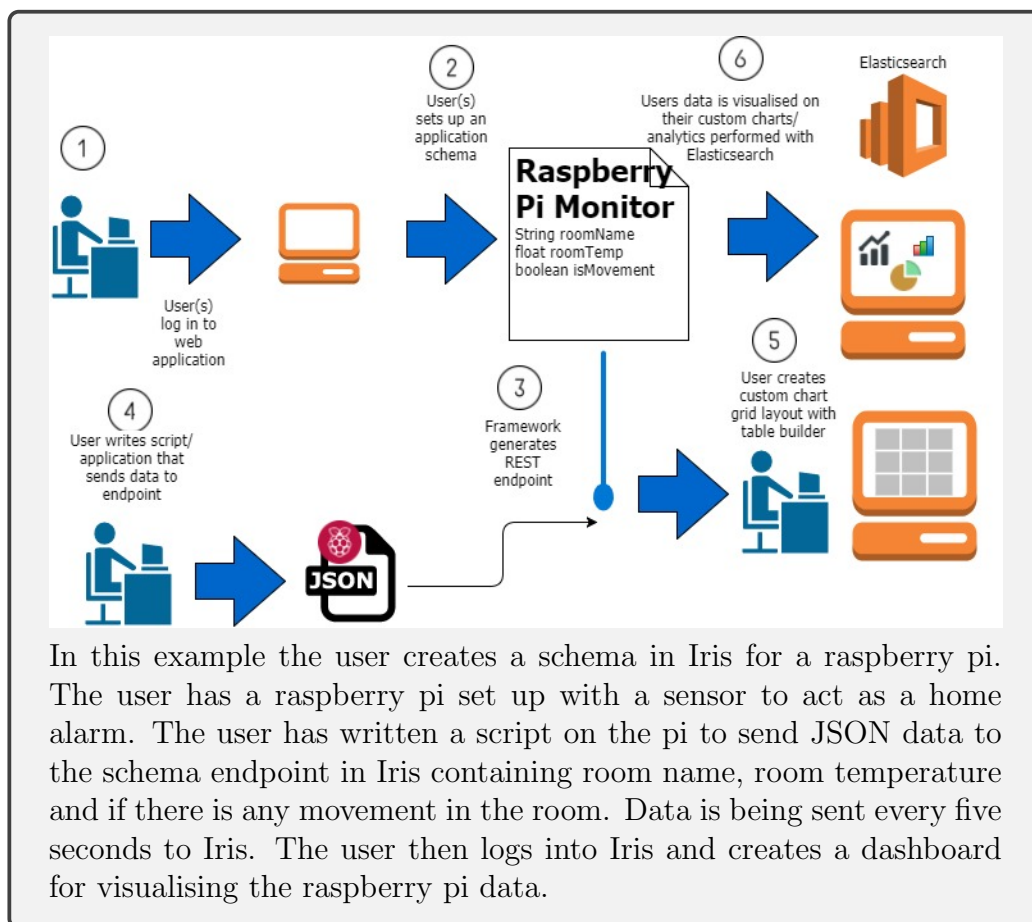 1
User(s)
log in to
web
application
2
User(s)
sets up an
application
schema
Raspberry
Pi Monitor
String roomName
float roomTemp
boolean isMovement
3
Framework
generates
REST
endpoint
4
User writes script/
application that
sends data to
endpoint
JSON
5
User creates
custom chart
grid layout with
table builder
6
Users data is visualised on
their custom charts/
analytics performed with
Elasticsearch
Elasticsearch
In this example the user creates a schema in Iris for a raspberry pi.
The user has a raspberry pi set up with a sensor to act as a home
alarm. The user has written a script on the pi to send JSON data to
the schema endpoint in Iris containing room name, room temperature
and if there is any movement in the room. Data is being sent every five
seconds to Iris. The user then logs into Iris and creates a dashboard
for visualising the raspberry pi data.